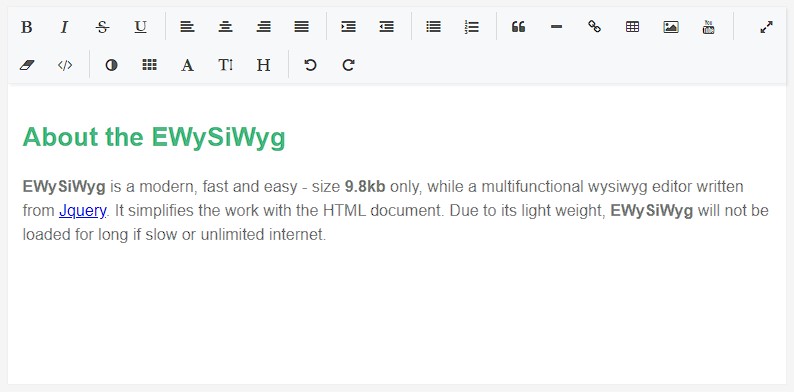 B I S U You Tube
</> A T H
About the EWySiWyg
EWySiWyg is a modern, fast and easy - size 9.8kb only, while a multifunctional wysiwyg editor written
from Jquery. It simplifies the work with the HTML document. Due to its light weight, EWySiWyg will not be
loaded for long if slow or unlimited internet.